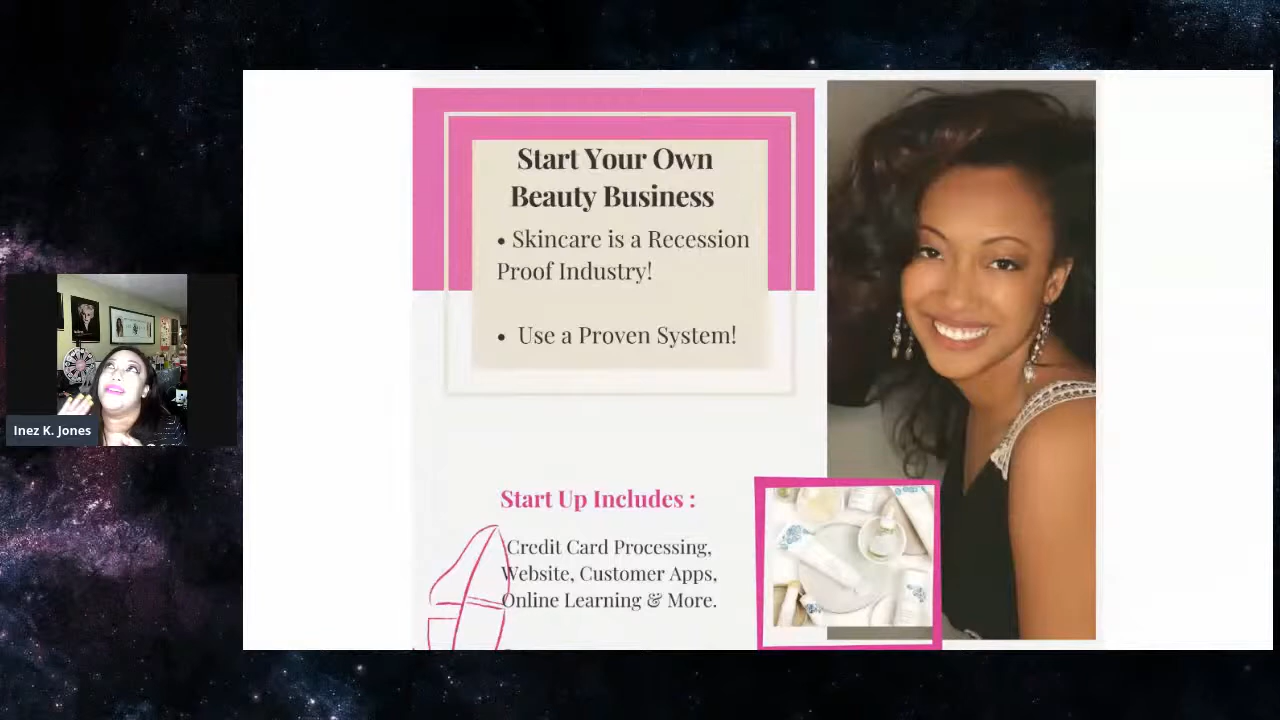 Start Your Own
Beauty Business
• Skincare is a Recession
Proof Industry!
• Use a Proven System!
Inez K. Jones
Start Up Includes :
Credit Card Processing,
Website, Customer Apps,
Online Learning & More.